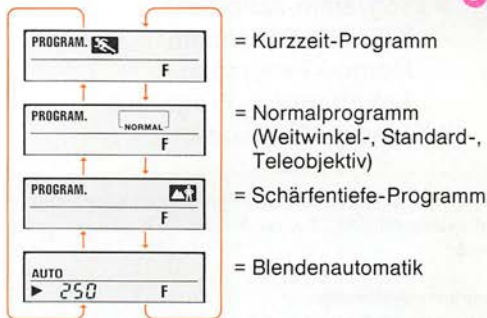 PROGRAM.
F
= Kurzzeit-Programm
PROGRAM.
NORMAL
F
= Normalprogramm
(Weitwinkel-, Standard-,
Teleobjektiv)
PROGRAM.
F
= Schärfentiefe-Programm
AUTO
► 250 F
= Blendenautomatik